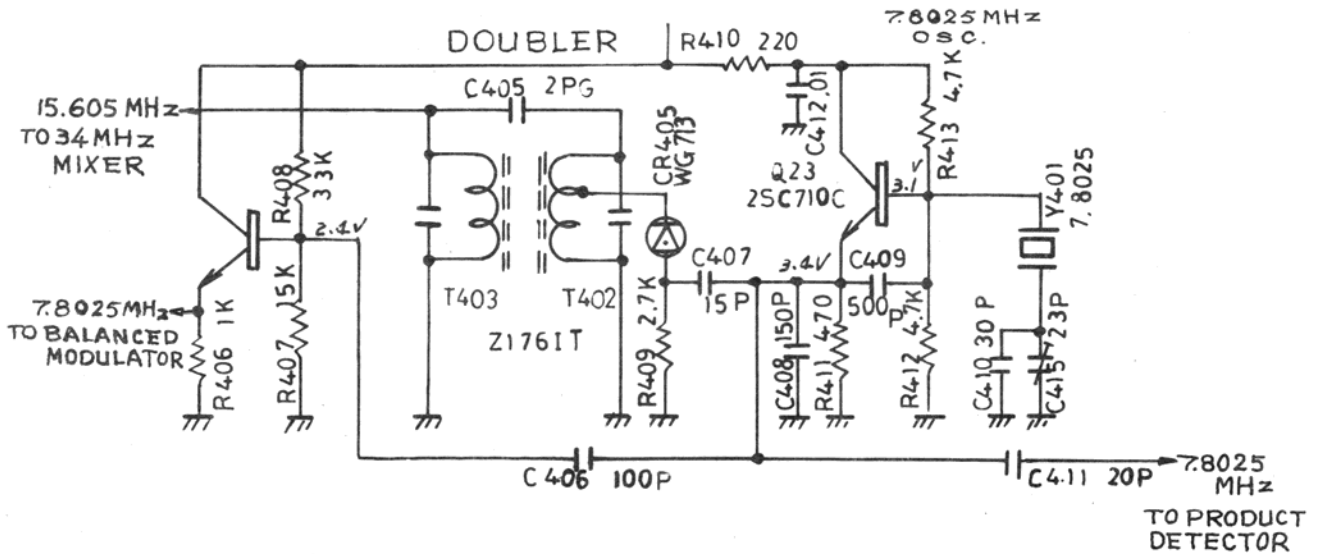 DOUBLER
7.8025 MHz
OSC.
R410 220
C405 2PG
C412 .01
R413 4.7K
15.605 MHz
TO 34 MHz
MIXER
R408
33K
CR405
WG713
Q23
2SC710C
3.1V
Y401
7.8025
2.4V
C407
15P
3.4V
C409
500P
T403
T402
Z176IT
7.8025MHz
TO BALANCED
MODULATOR
R406 1K
R407 15K
R409 2.7K
C408 150P
R411 470
R412 4.7K
C410 30P
C415 23P
C406 100P
C411 20P
7.8025
MHz
TO PRODUCT
DETECTOR